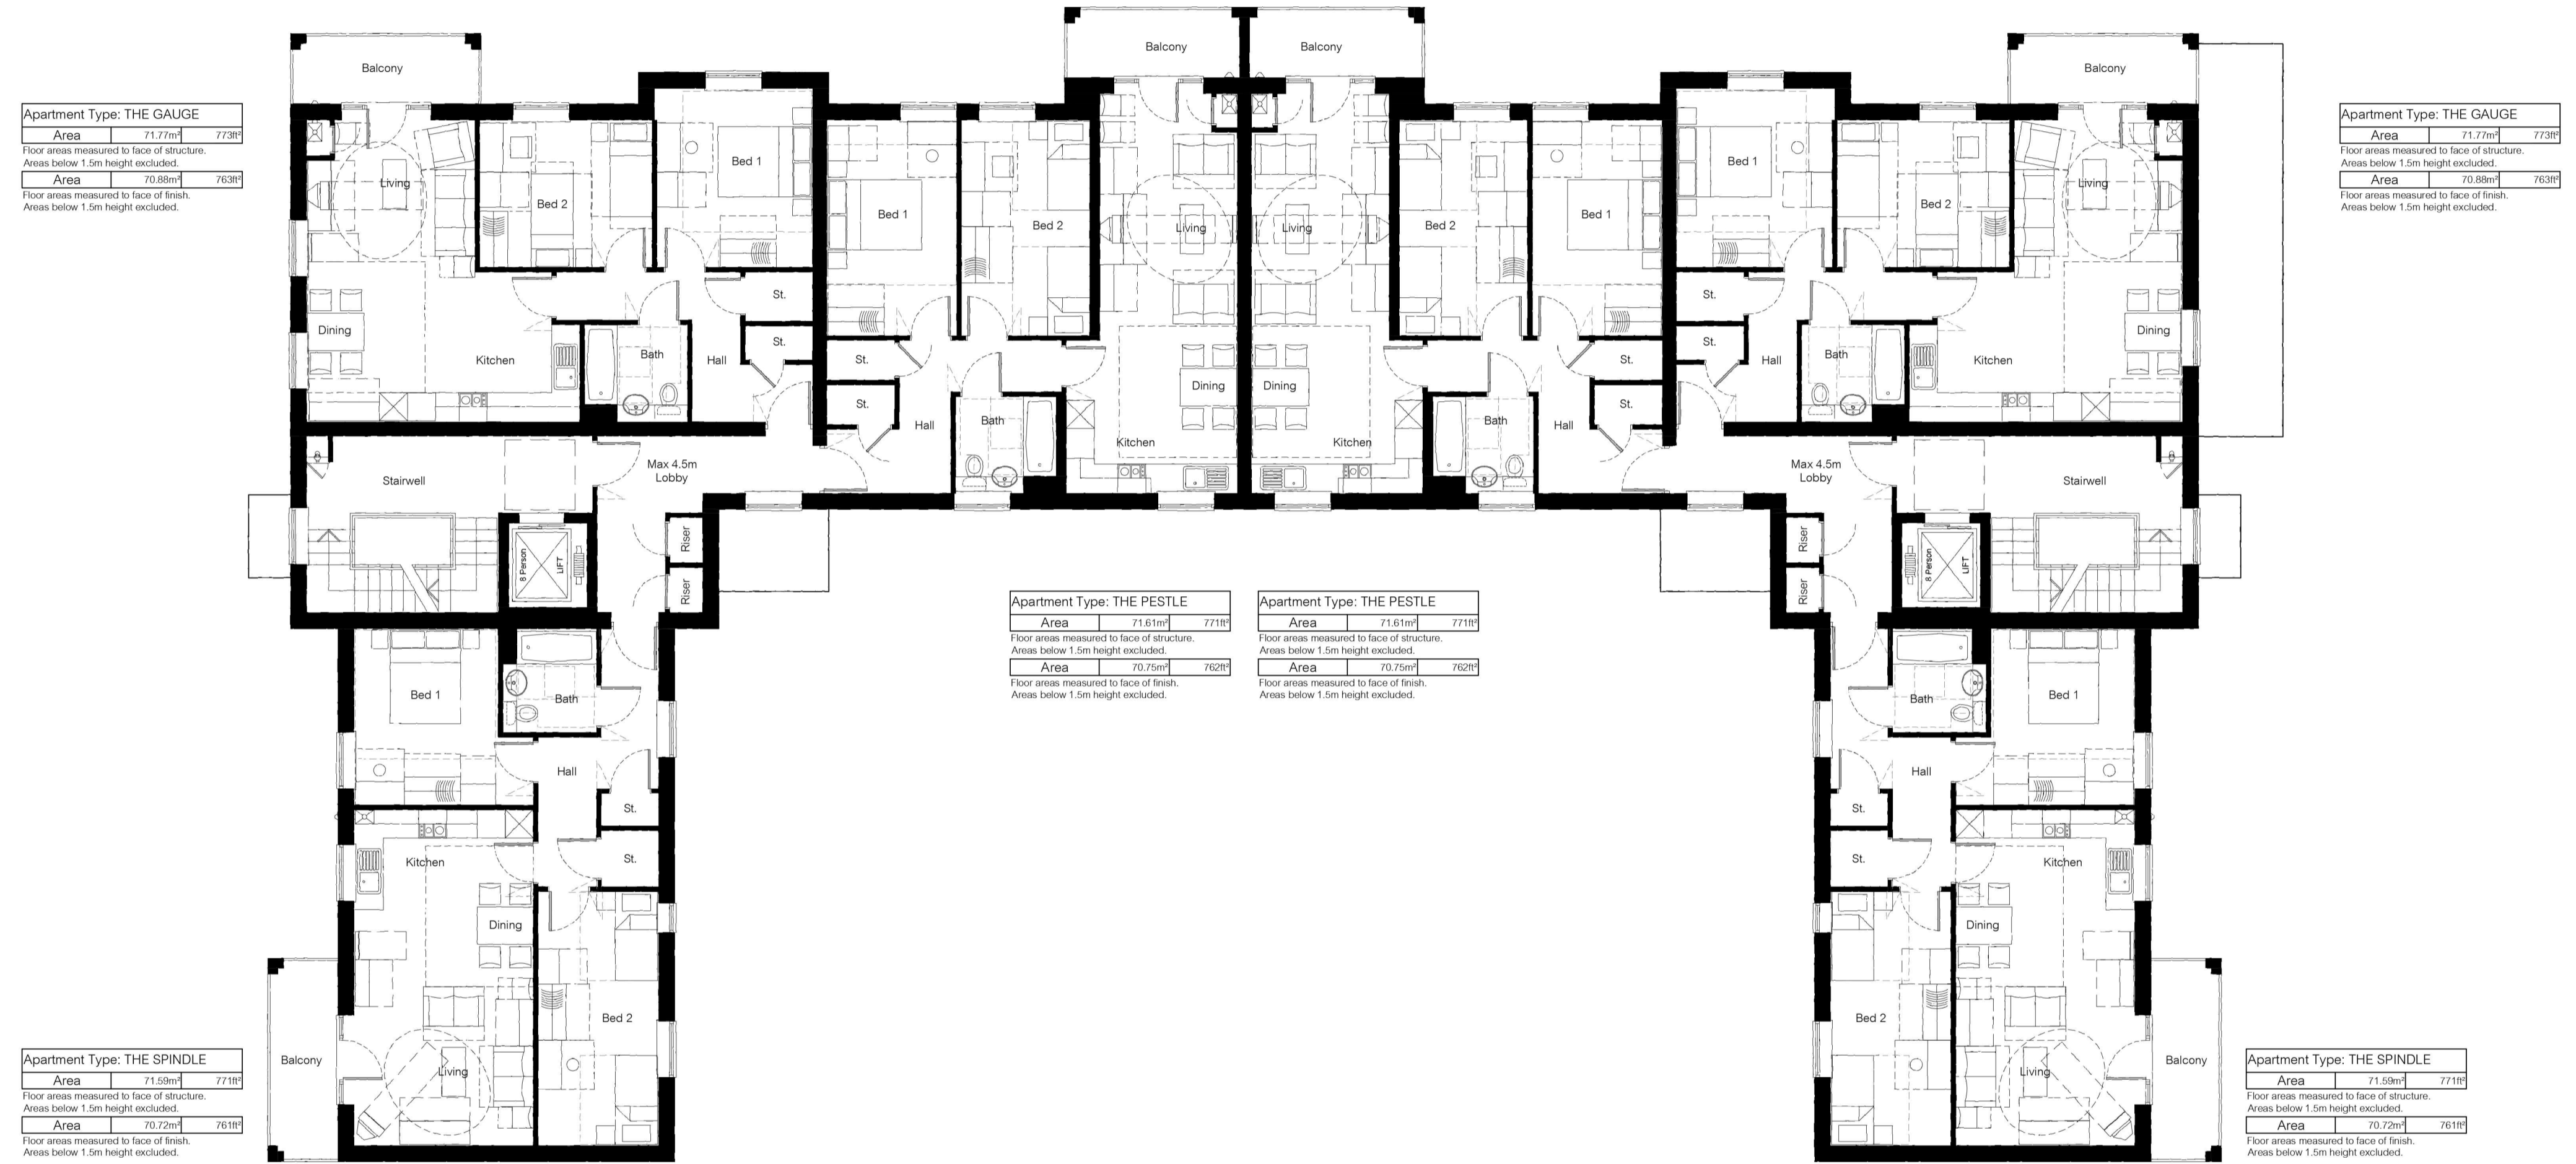 Balcony
Balcony
Balcony
Balcony
Apartment Type: THE GAUGE
Area 71.77m² 773ft²
Floor areas measured to face of structure.
Areas below 1.5m height excluded.
Area 70.88m² 763ft²
Floor areas measured to face of finish.
Areas below 1.5m height excluded.
Apartment Type: THE GAUGE
Area 71.77m² 773ft²
Floor areas measured to face of structure.
Areas below 1.5m height excluded.
Area 70.88m² 763ft²
Floor areas measured to face of finish.
Areas below 1.5m height excluded.
Living
Bed 2
Bed 1
Bed 1
Bed 2
Living
Living
Bed 2
Bed 1
Bed 1
Bed 2
Living
St.
St.
Dining
Kitchen
Bath
Hall
St.
St.
Dining
Dining
St.
St.
Hall
Bath
Kitchen
Dining
St.
Hall
Bath
Kitchen
Kitchen
Bath
Hall
St.
Stairwell
Max 4.5m
Lobby
Max 4.5m
Lobby
Stairwell
8 Person
LIFT
Riser
Riser
Riser
Riser
8 Person
LIFT
Apartment Type: THE PESTLE
Area 71.61m² 771ft²
Floor areas measured to face of structure.
Areas below 1.5m height excluded.
Area 70.75m² 762ft²
Floor areas measured to face of finish.
Areas below 1.5m height excluded.
Apartment Type: THE PESTLE
Area 71.61m² 771ft²
Floor areas measured to face of structure.
Areas below 1.5m height excluded.
Area 70.75m² 762ft²
Floor areas measured to face of finish.
Areas below 1.5m height excluded.
Bed 1
Bath
Bath
Bed 1
Hall
St.
Hall
St.
Kitchen
St.
St.
Kitchen
Dining
Dining
Bed 2
Bed 2
Balcony
Living
Living
Balcony
Apartment Type: THE SPINDLE
Area 71.59m² 771ft²
Floor areas measured to face of structure.
Areas below 1.5m height excluded.
Area 70.72m² 761ft²
Floor areas measured to face of finish.
Areas below 1.5m height excluded.
Apartment Type: THE SPINDLE
Area 71.59m² 771ft²
Floor areas measured to face of structure.
Areas below 1.5m height excluded.
Area 70.72m² 761ft²
Floor areas measured to face of finish.
Areas below 1.5m height excluded.